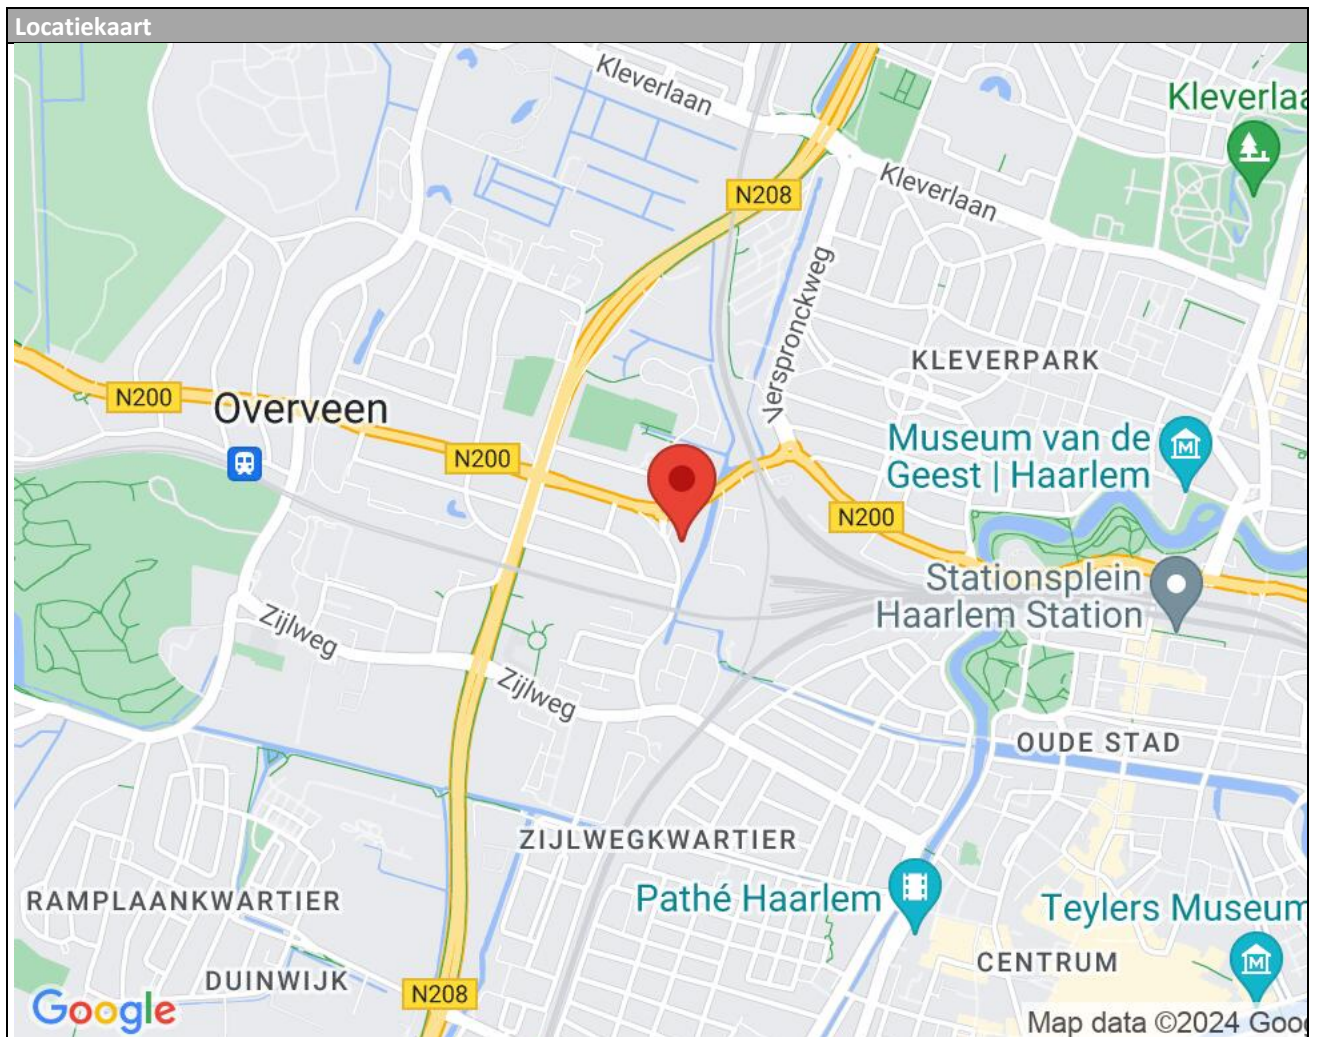 Locatiekaart
Kleverlaan
Kleverlaa
N208
Kleverlaan
Verspronckweg
KLEVERPARK
N200
Overveen
N200
Museum van de
Geest | Haarlem
N200
Stationsplein
Haarlem Station
Zijlweg
Zijlweg
OUDE STAD
ZIJLWEGKWARTIER
RAMPLAANKWARTIER
Pathé Haarlem
Teylers Museum
CENTRUM
DUINWIJK
N208
Google
Map data ©2024 Goo